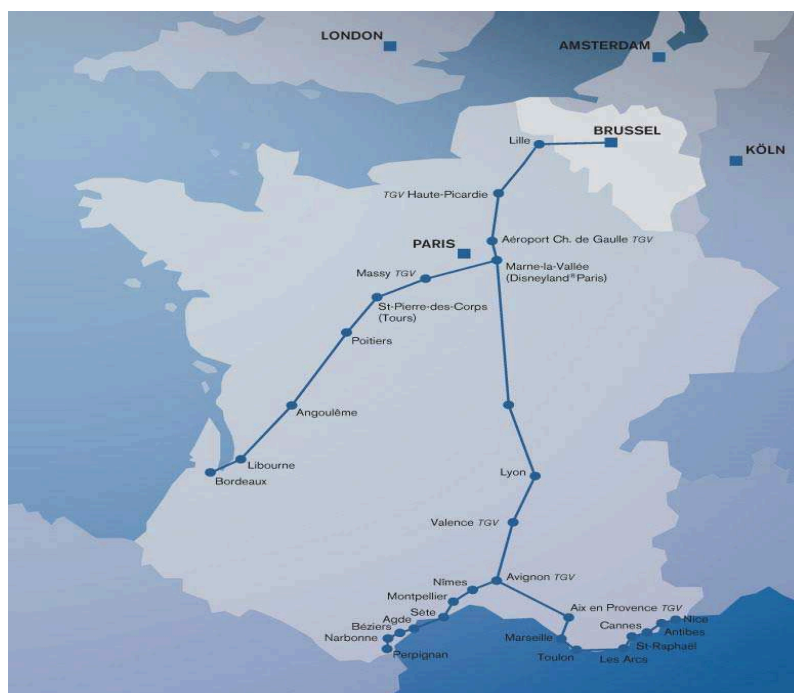 LONDON
AMSTERDAM
BRUSSEL
Lille
KÖLN
TGV Haute-Picardie
Aéroport Ch. de Gaulle TGV
PARIS
Marne-la-Vallée
(Disneyland®Paris)
Massy TGV
St-Pierre-des-Corps
(Tours)
Poitiers
Angoulême
Libourne
Bordeaux
Lyon
Valence TGV
Avignon TGV
Nîmes
Montpellier
Sète
Agde
Béziers
Narbonne
Perpignan
Aix en Provence TGV
Marseille
Toulon
Les Arcs
St-Raphaël
Cannes
Antibes
Nice